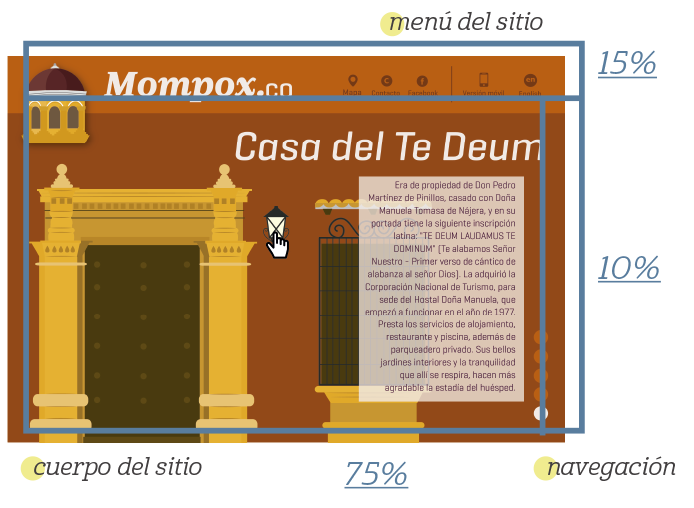 menú del sitio
15%
Mompox.co
Mapa Contacto Facebook Versión móvil English
en
Casa del Te Deum
Era de propiedad de Don Pedro
Martínez de Pinillos, casado con Doña
Manuela Tomasa de Nájera, y en su
portada tiene la siguiente inscripción
latina: "TE DEUM LAUDAMUS TE
DOMINUM" (Te alabamos Señor
Nuestro - Primer verso de cántico de
alabanza al señor Dios). La adquirió la
Corporación Nacional de Turismo, para
sede del Hostal Doña Manuela, que
empezó a funcionar en el año de 1977.
Presta los servicios de alojamiento,
restaurante y piscina, además de
parqueadero privado. Sus bellos
jardines interiores y la tranquilidad
que allí se respira, hacen más
agradable la estadía del huésped.
10%
cuerpo del sitio
75%
navegación